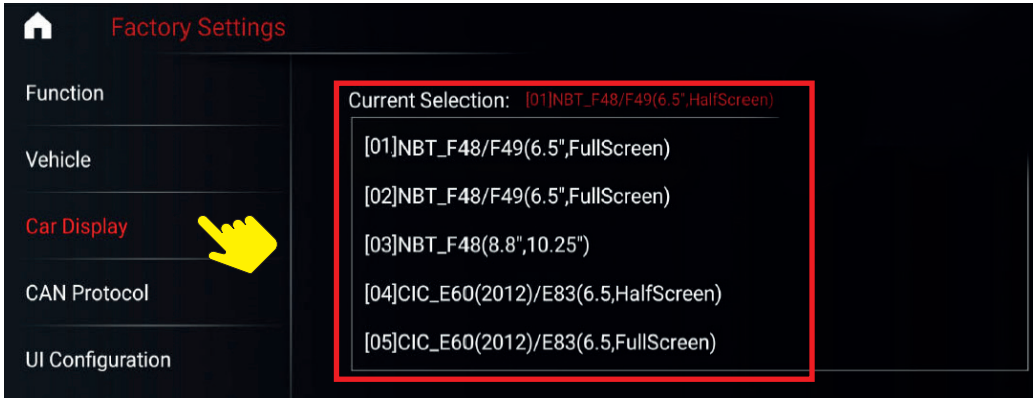 Factory Settings
Function
Vehicle
Car Display
CAN Protocol
UI Configuration
Current Selection: [01]NBT_F48/F49(6.5",HalfScreen)
[01]NBT_F48/F49(6.5",FullScreen)
[02]NBT_F48/F49(6.5",FullScreen)
[03]NBT_F48(8.8",10.25")
[04]CIC_E60(2012)/E83(6.5,HalfScreen)
[05]CIC_E60(2012)/E83(6.5,FullScreen)